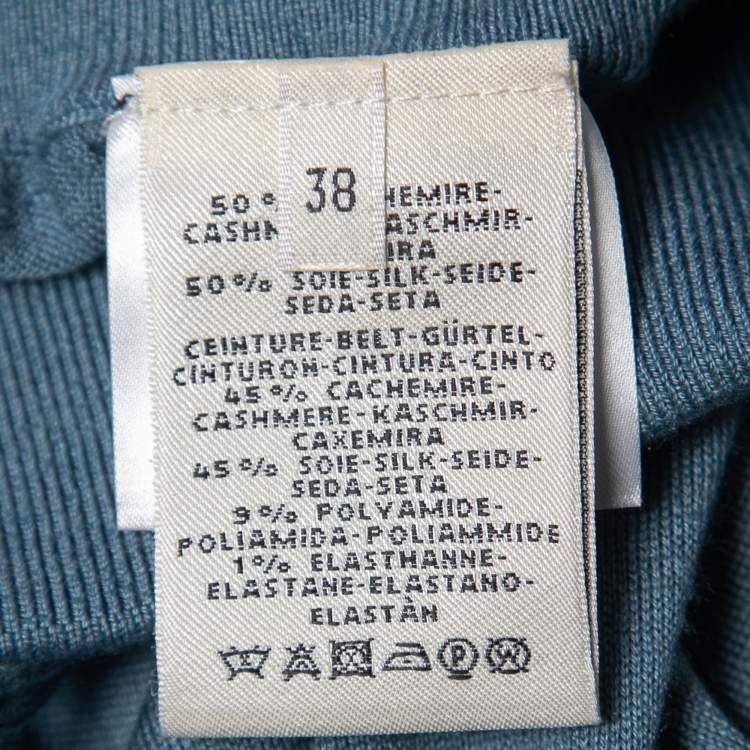 38
50 %
HEMIRE-
CASHM ASCHMIR-
IRA
50% SOIE-SILK-SEIDE-
SEDA-SETA
CEINTURE-BELT-GÜRTEL-
CINTURON-CINTURA-CINTO
45% CACHEMIRE-
CASHMERE-KASCHMIR-
CAXEMIRA
45% SOIE-SILK-SEIDE-
SEDA-SETA
9% POLYAMIDE-
POLIAMIDA-POLIAMMIDE
1% ELASTHANNE-
ELASTANE-ELASTANO-
ELASTÁN
P W